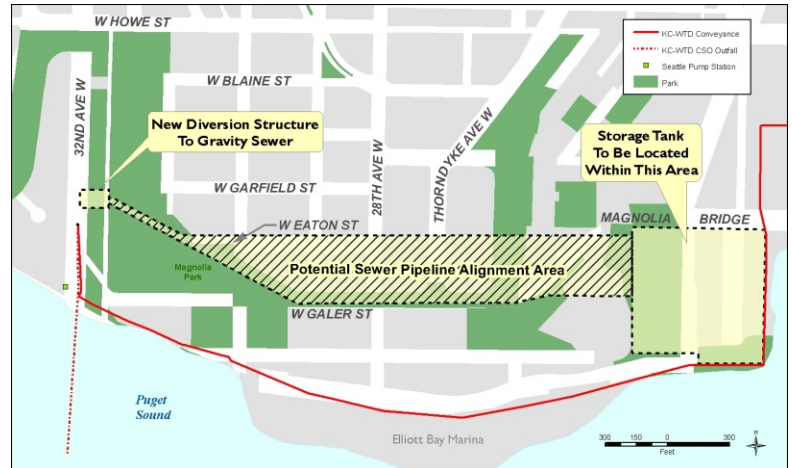 W HOWE ST
KC-WTD Conveyance
KC-WTD CSO Outfall
Seattle Pump Station
Park
W BLAINE ST
32ND AVE W
New Diversion Structure
To Gravity Sewer
28TH AVE W
THORNDYKE AVE W
Storage Tank
To Be Located
Within This Area
W GARFIELD ST
W EATON ST
MAGNOLIA BRIDGE
Magnolia
Park
Potential Sewer Pipeline Alignment Area
W GALER ST
Puget
Sound
Elliott Bay Marina
300 150 0 300
Feet
N